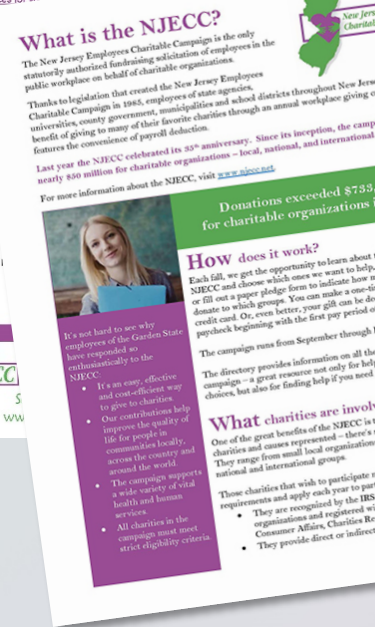 What is the NJECC?
New Jers
Charitabl
The New Jersey Employees Charitable Campaign is the only
statutorily authorized fundraising solicitation of employees in the
public workplace on behalf of charitable organizations.
Thanks to legislation that created the New Jersey Employees
Charitable Campaign in 1985, employees of state agencies,
universities, county government, municipalities and school districts throughout New Jerse
benefit of giving to many of their favorite charities through an annual workplace giving c
features the convenience of payroll deduction.
Last year the NJECC celebrated its 35th anniversary. Since its inception, the camp
nearly $50 million for charitable organizations – local, national, and international
For more information about the NJECC, visit www.njecc.net.
Donations exceeded $733,
for charitable organizations i
How does it work?
Each fall, we get the opportunity to learn about
NJECC and choose which ones we want to help,
or fill out a paper pledge form to indicate how m
donate to which groups. You can make a one-ti
credit card. Or, even better, your gift can be de
paycheck beginning with the first pay period o
The campaign runs from September through
The directory provides information on all th
campaign – a great resource not only for help
choices, but also for finding help if you need
What charities are involv
One of the great benefits of the NJECC is t
charities and causes represented – there's
They range from small local organizations
national and international groups.
Those charities that wish to participate
requirements and apply each year to part
• They are recognized by the IRS
organizations and registered wi
Consumer Affairs, Charities Re
• They provide direct or indirect
It's not hard to see why
employees of the Garden State
have responded so
enthusiastically to the
NJECC:
• It's an easy, effective
and cost-efficient way
to give to charities
• Our contributions help
improve the quality of
life for people in
communities locally,
across the country and
around the world.
• The campaign supports
a wide variety of vital
health and human
services.
• All charities in the
campaign must meet
strict eligibility criteria.
CC
S
ww